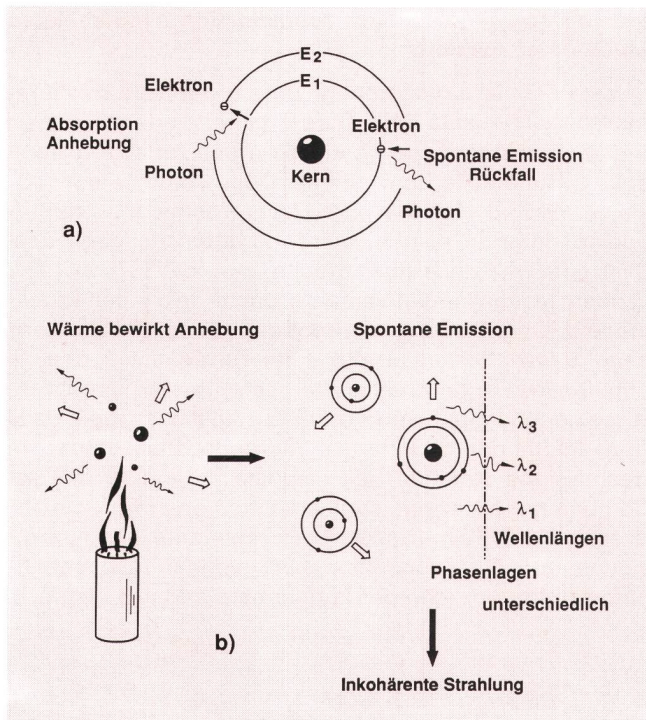 E₂
E₁
Elektron
Absorption
Anhebung
Photon
Kern
Elektron
Spontane Emission
Rückfall
Photon
a)
Wärme bewirkt Anhebung
Spontane Emission
λ₃
λ₂
λ₁
Wellenlängen
Phasenlagen
unterschiedlich
b)
Inkohärente Strahlung